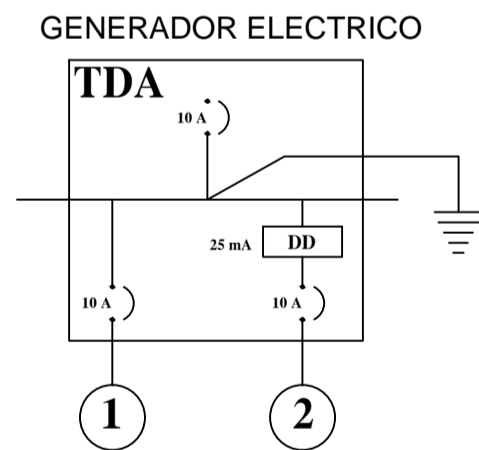 GENERADOR ELECTRICO
TDA
10 A
25 mA DD
10 A 10 A
1 2